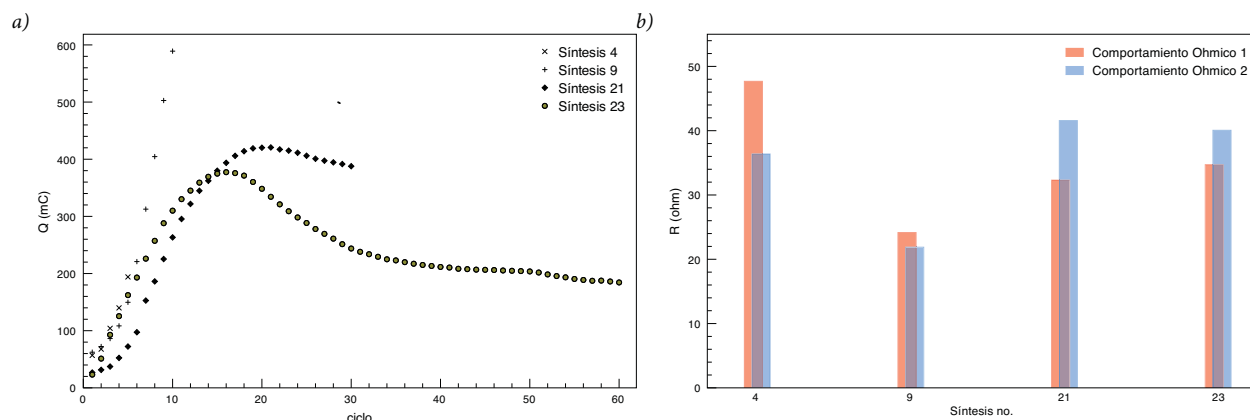 a)
600
500
400
300
200
100
0
Q (mC)
0 10 20 30 40 50 60
ciclo
Síntesis 4
Síntesis 9
Síntesis 21
Síntesis 23
b)
50
40
30
20
10
0
R (ohm)
4 9 21 23
Síntesis no.
Comportamiento Ohmico 1
Comportamiento Ohmico 2